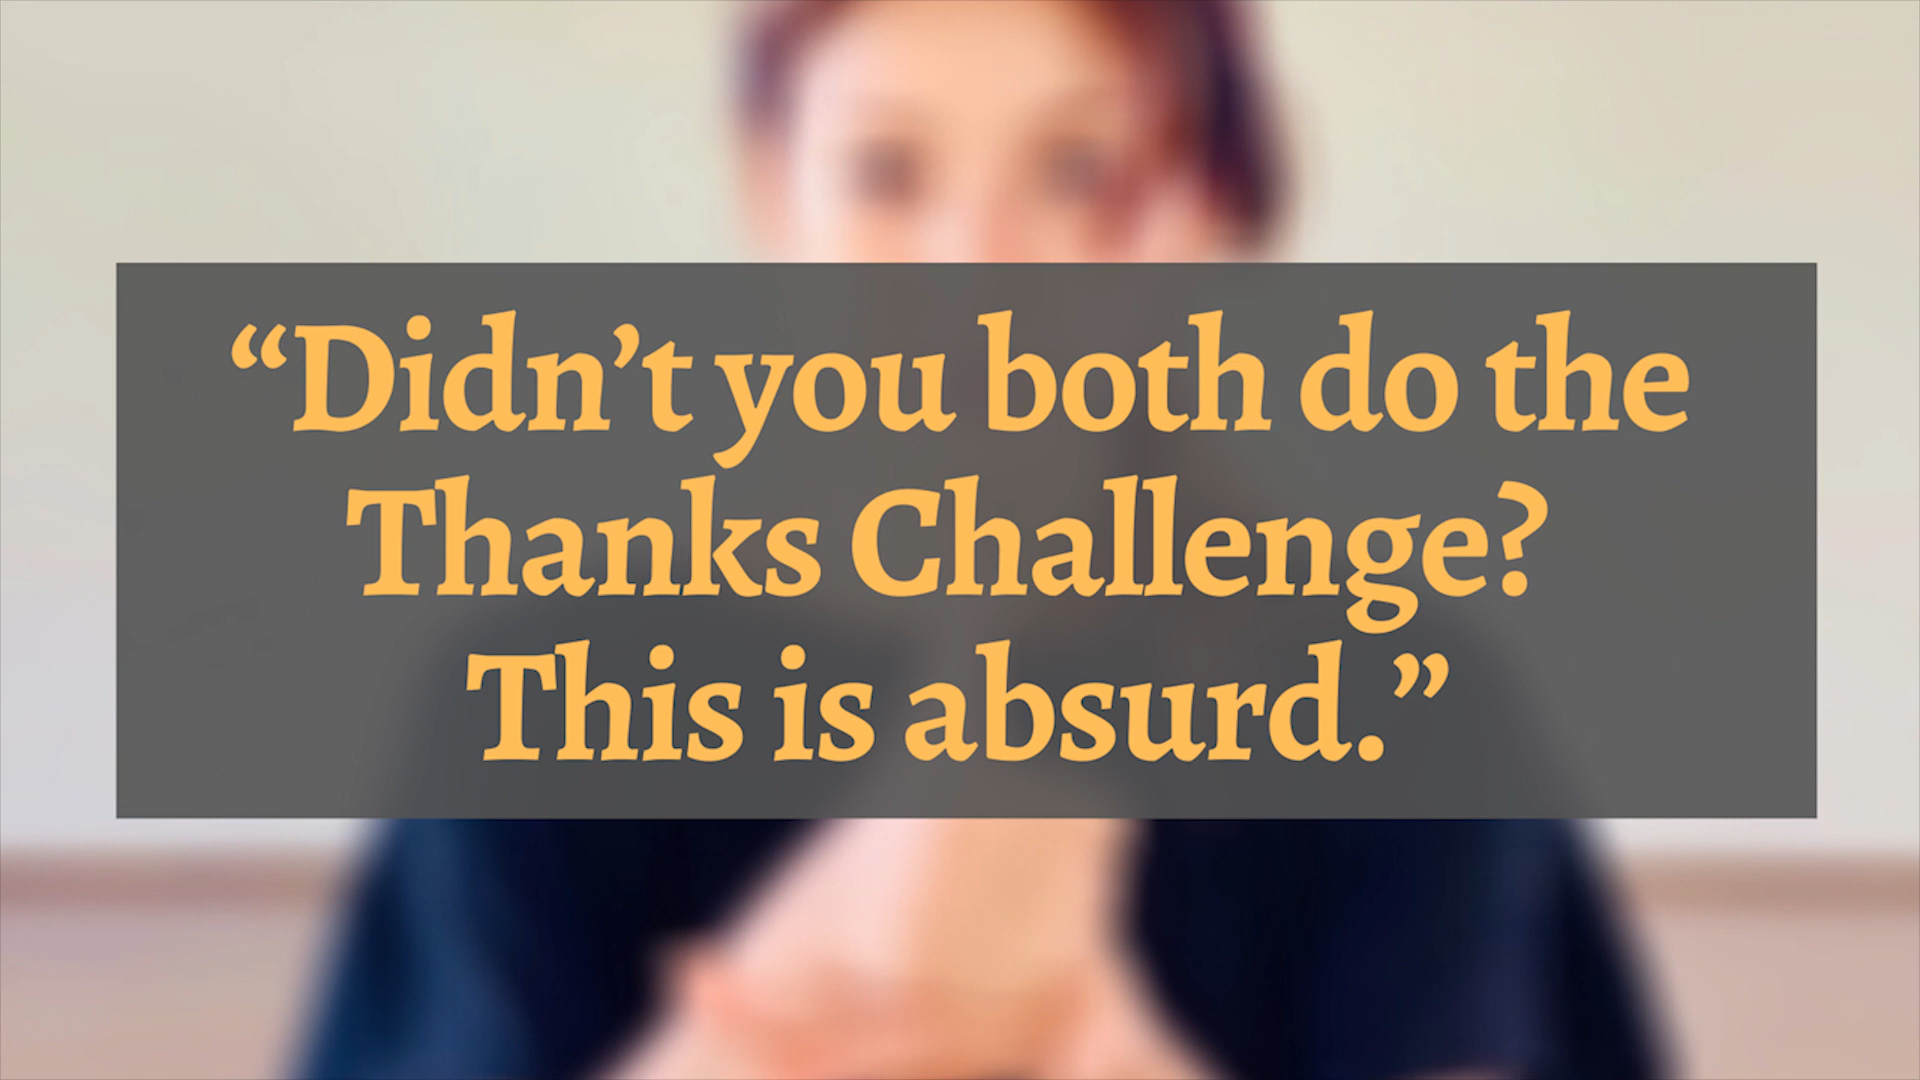 “Didn’t you both do the
Thanks Challenge?
This is absurd.”